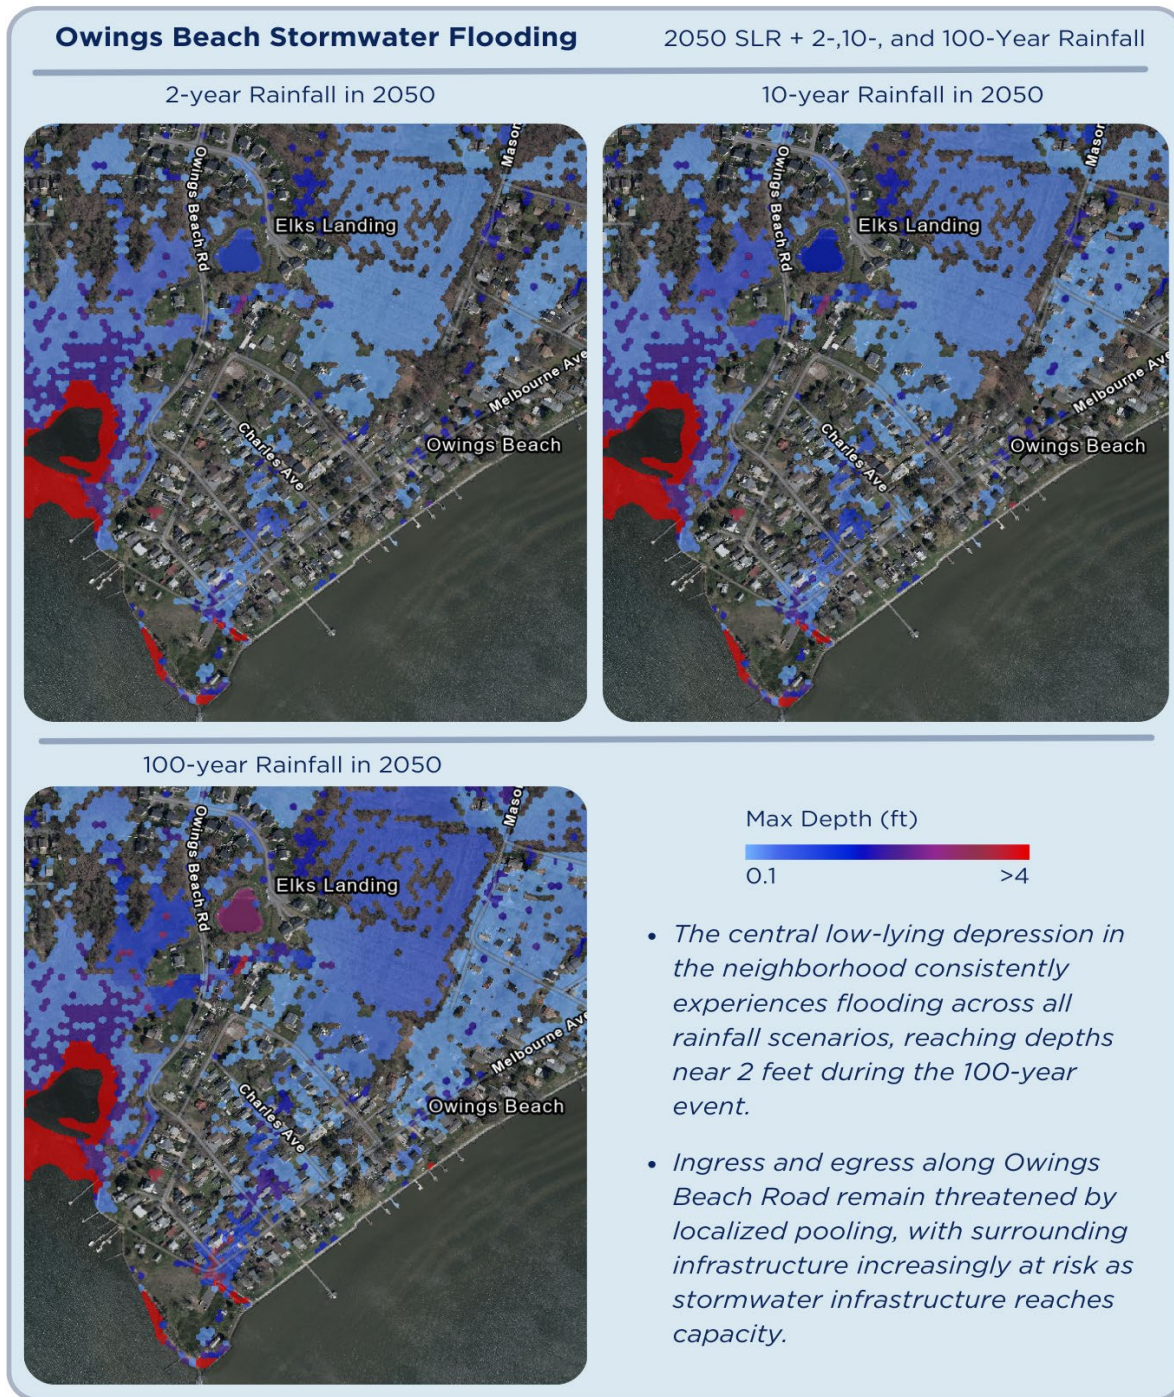 Owings Beach Stormwater Flooding
2050 SLR + 2-,10-, and 100-Year Rainfall
2-year Rainfall in 2050
10-year Rainfall in 2050
Owings Beach Rd
Elks Landing
Mason
Melbourne Ave
Charles Ave
Owings Beach
Owings Beach Rd
Elks Landing
Mason
Melbourne Ave
Charles Ave
Owings Beach
100-year Rainfall in 2050
Owings Beach Rd
Elks Landing
Mason
Melbourne Ave
Charles Ave
Owings Beach
Max Depth (ft)
0.1
>4
• The central low-lying depression in
the neighborhood consistently
experiences flooding across all
rainfall scenarios, reaching depths
near 2 feet during the 100-year
event.
• Ingress and egress along Owings
Beach Road remain threatened by
localized pooling, with surrounding
infrastructure increasingly at risk as
stormwater infrastructure reaches
capacity.